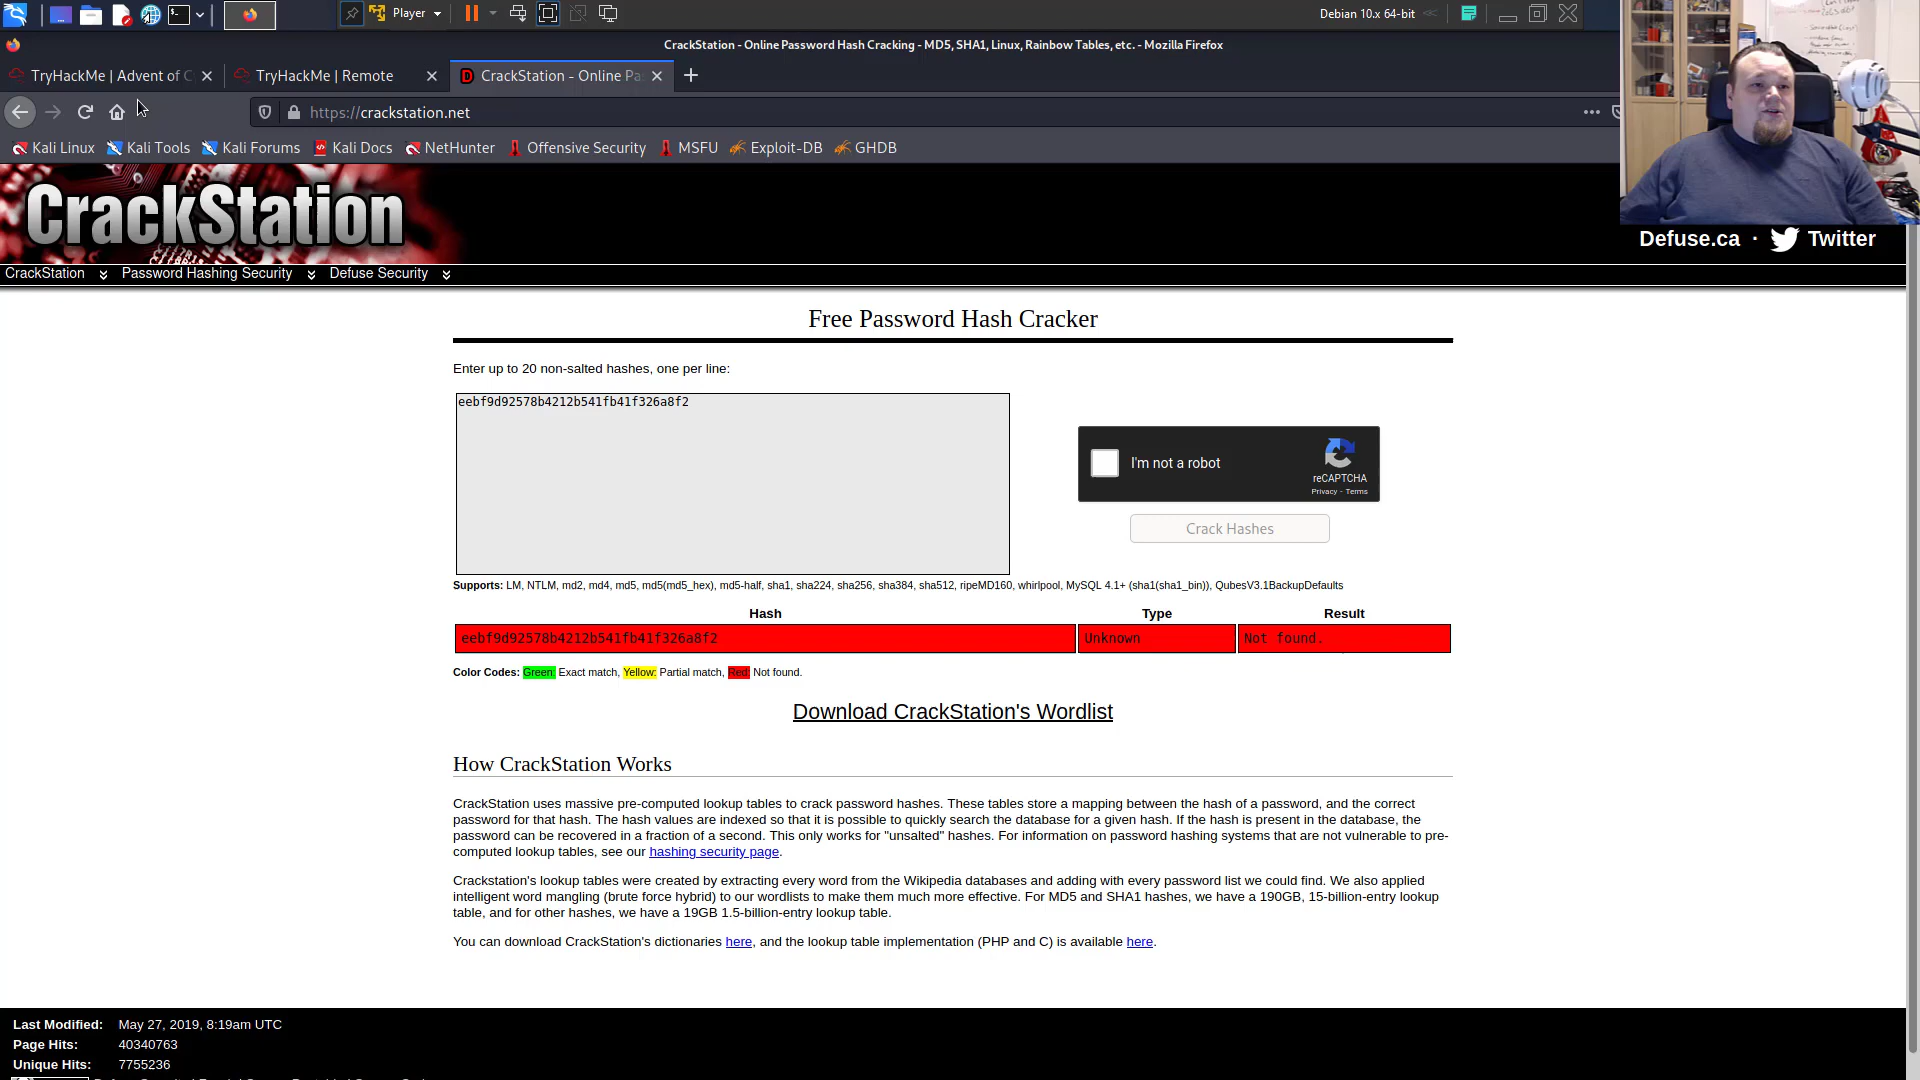 Player
Debian 10.x 64-bit
CrackStation - Online Password Hash Cracking - MD5, SHA1, Linux, Rainbow Tables, etc. - Mozilla Firefox
TryHackMe | Advent of C
TryHackMe | Remote
CrackStation - Online Pa
https://crackstation.net
Kali Linux Kali Tools Kali Forums Kali Docs NetHunter Offensive Security MSFU Exploit-DB GHDB
CrackStation
Defuse.ca · Twitter
CrackStation Password Hashing Security Defuse Security
Free Password Hash Cracker
Enter up to 20 non-salted hashes, one per line:
eebf9d92578b4212b541fb41f326a8f2
I'm not a robot
reCAPTCHA
Privacy - Terms
Crack Hashes
Supports: LM, NTLM, md2, md4, md5, md5(md5_hex), md5-half, sha1, sha224, sha256, sha384, sha512, ripeMD160, whirlpool, MySQL 4.1+ (sha1(sha1_bin)), QubesV3.1BackupDefaults
Hash Type Result
eebf9d92578b4212b541fb41f326a8f2 Unknown Not found.
Color Codes: Green: Exact match, Yellow: Partial match, Red: Not found.
Download CrackStation's Wordlist
How CrackStation Works
CrackStation uses massive pre-computed lookup tables to crack password hashes. These tables store a mapping between the hash of a password, and the correct
password for that hash. The hash values are indexed so that it is possible to quickly search the database for a given hash. If the hash is present in the database, the
password can be recovered in a fraction of a second. This only works for "unsalted" hashes. For information on password hashing systems that are not vulnerable to pre-
computed lookup tables, see our hashing security page.
Crackstation's lookup tables were created by extracting every word from the Wikipedia databases and adding with every password list we could find. We also applied
intelligent word mangling (brute force hybrid) to our wordlists to make them much more effective. For MD5 and SHA1 hashes, we have a 190GB, 15-billion-entry lookup
table, and for other hashes, we have a 19GB 1.5-billion-entry lookup table.
You can download CrackStation's dictionaries here, and the lookup table implementation (PHP and C) is available here.
Last Modified: May 27, 2019, 8:19am UTC
Page Hits: 40340763
Unique Hits: 7755236